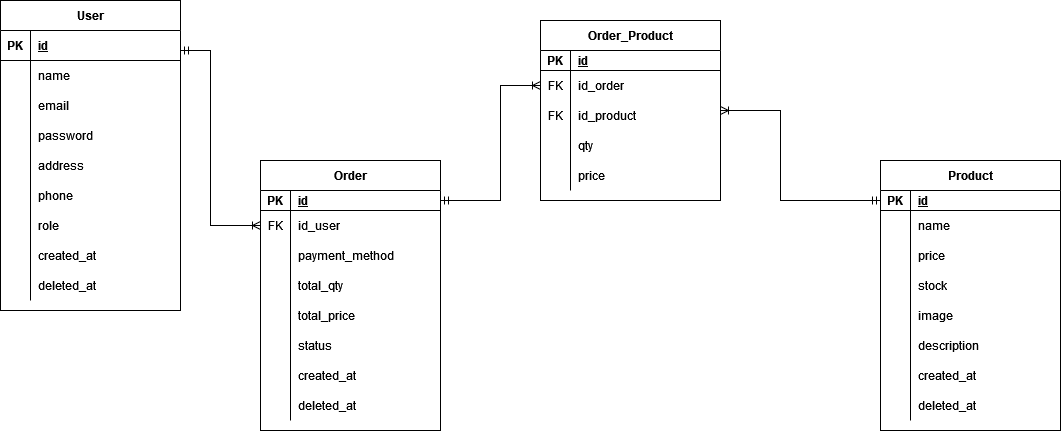 User
PK id
name
email
password
address
phone
role
created_at
deleted_at
Order
PK id
FK id_user
payment_method
total_qty
total_price
status
created_at
deleted_at
Order_Product
PK id
FK id_order
FK id_product
qty
price
Product
PK id
name
price
stock
image
description
created_at
deleted_at